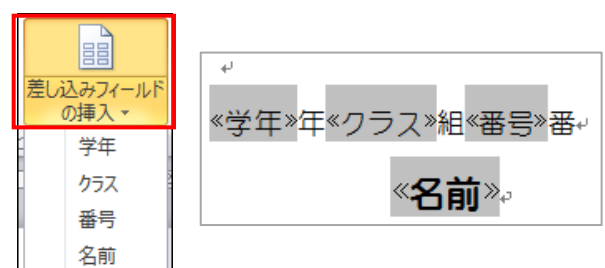 差し込みフィールド
の挿入
学年
クラス
番号
名前
«学年»年«クラス»組«番号»番
«名前»